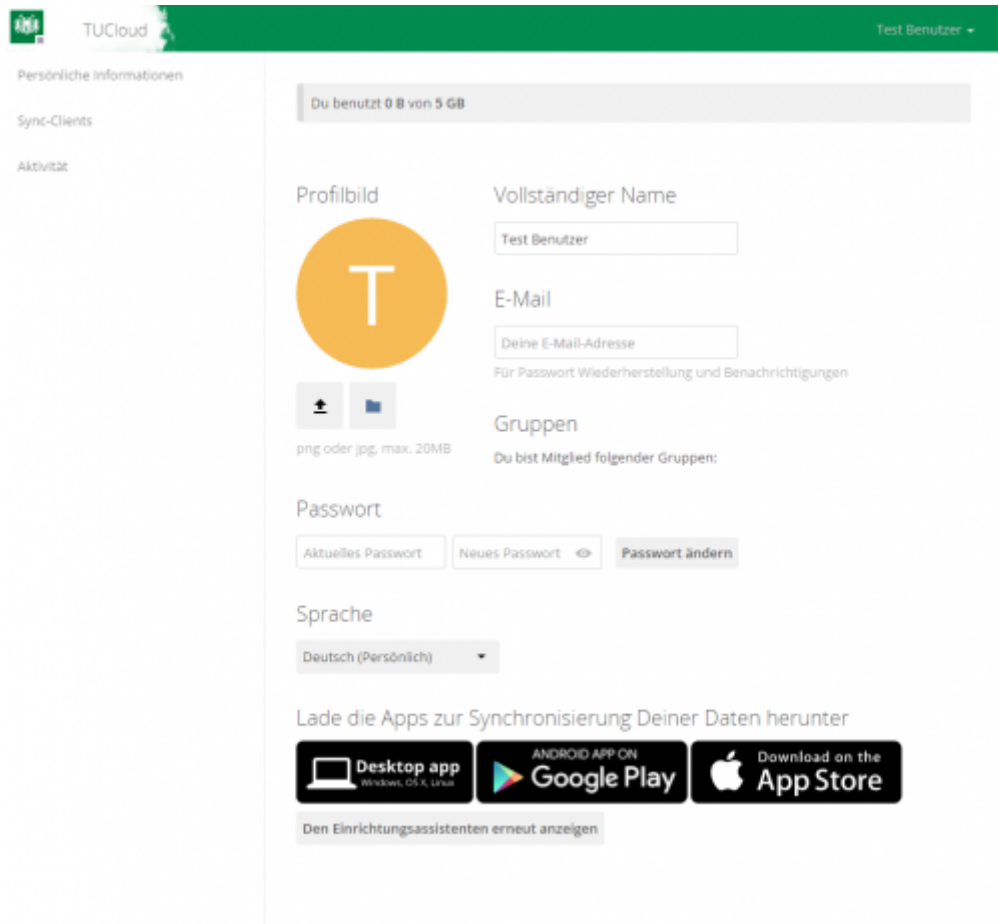 TUCloud
Test Benutzer
Persönliche Informationen
Sync-Clients
Aktivität
Du benutzt 0 B von 5 GB
Profilbild
Vollständiger Name
T
Test Benutzer
E-Mail
Deine E-Mail-Adresse
Für Passwort Wiederherstellung und Benachrichtigungen
png oder jpg, max. 20MB
Gruppen
Du bist Mitglied folgender Gruppen:
Passwort
Aktuelles Passwort
Neues Passwort
Passwort ändern
Sprache
Deutsch (Persönlich)
Lade die Apps zur Synchronisierung Deiner Daten herunter
Desktop app
Windows, OS X, Linux
ANDROID APP ON
Google Play
Download on the
App Store
Den Einrichtungsassistenten erneut anzeigen